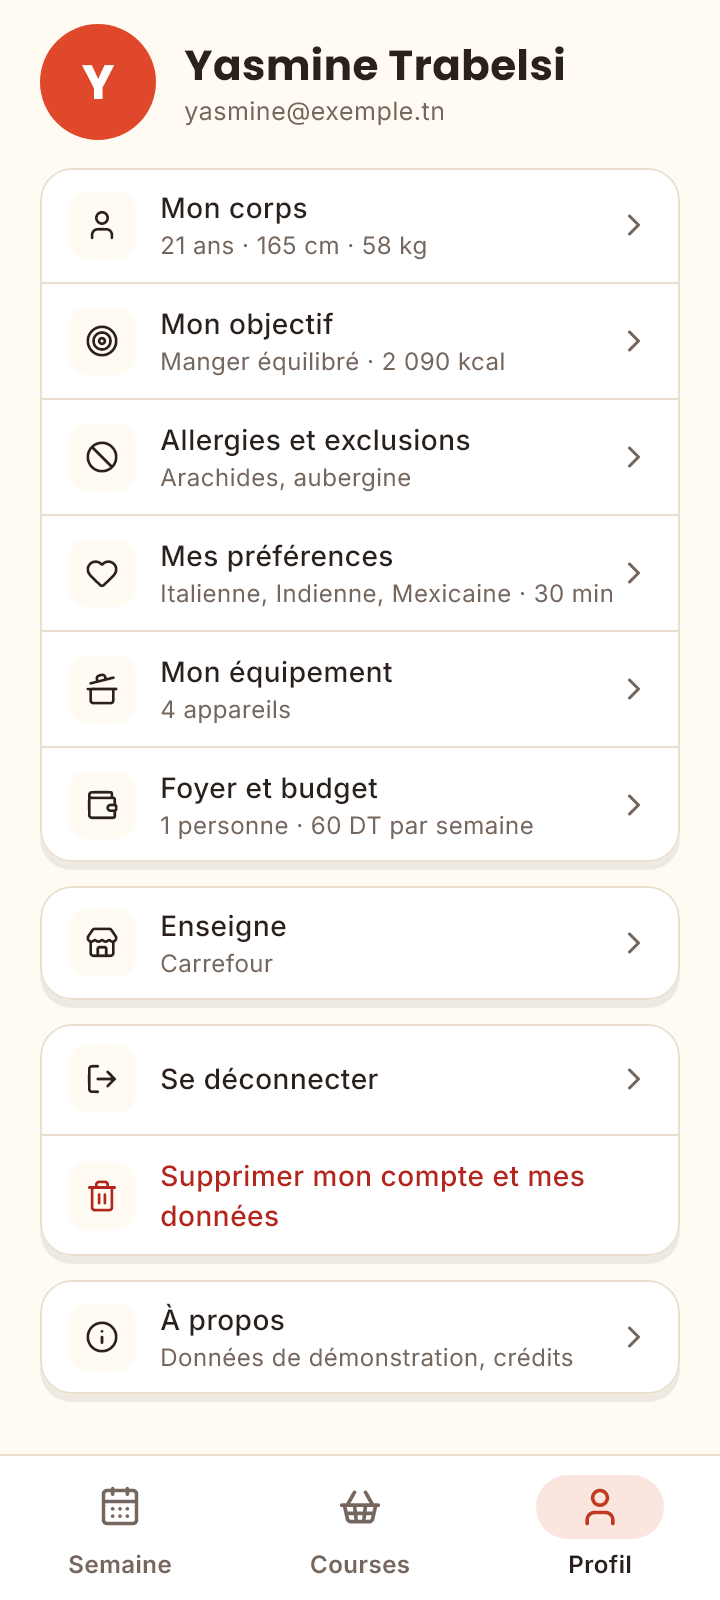 Y
Yasmine Trabelsi
yasmine@exemple.tn
Mon corps
21 ans · 165 cm · 58 kg
Mon objectif
Manger équilibré · 2 090 kcal
Allergies et exclusions
Arachides, aubergine
Mes préférences
Italienne, Indienne, Mexicaine · 30 min
Mon équipement
4 appareils
Foyer et budget
1 personne · 60 DT par semaine
Enseigne
Carrefour
Se déconnecter
Supprimer mon compte et mes
données
À propos
Données de démonstration, crédits
Semaine
Courses
Profil